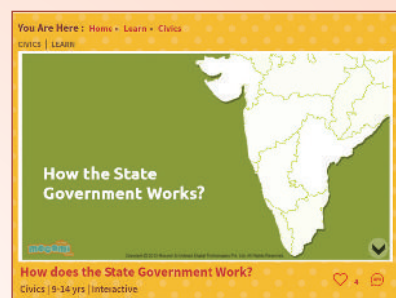 You Are Here : Home • Learn • Civics
CIVICS | LEARN
How the State
Government Works?
mocomi
How does the State Government Work?
4
Civics | 9-14 yrs | Interactive